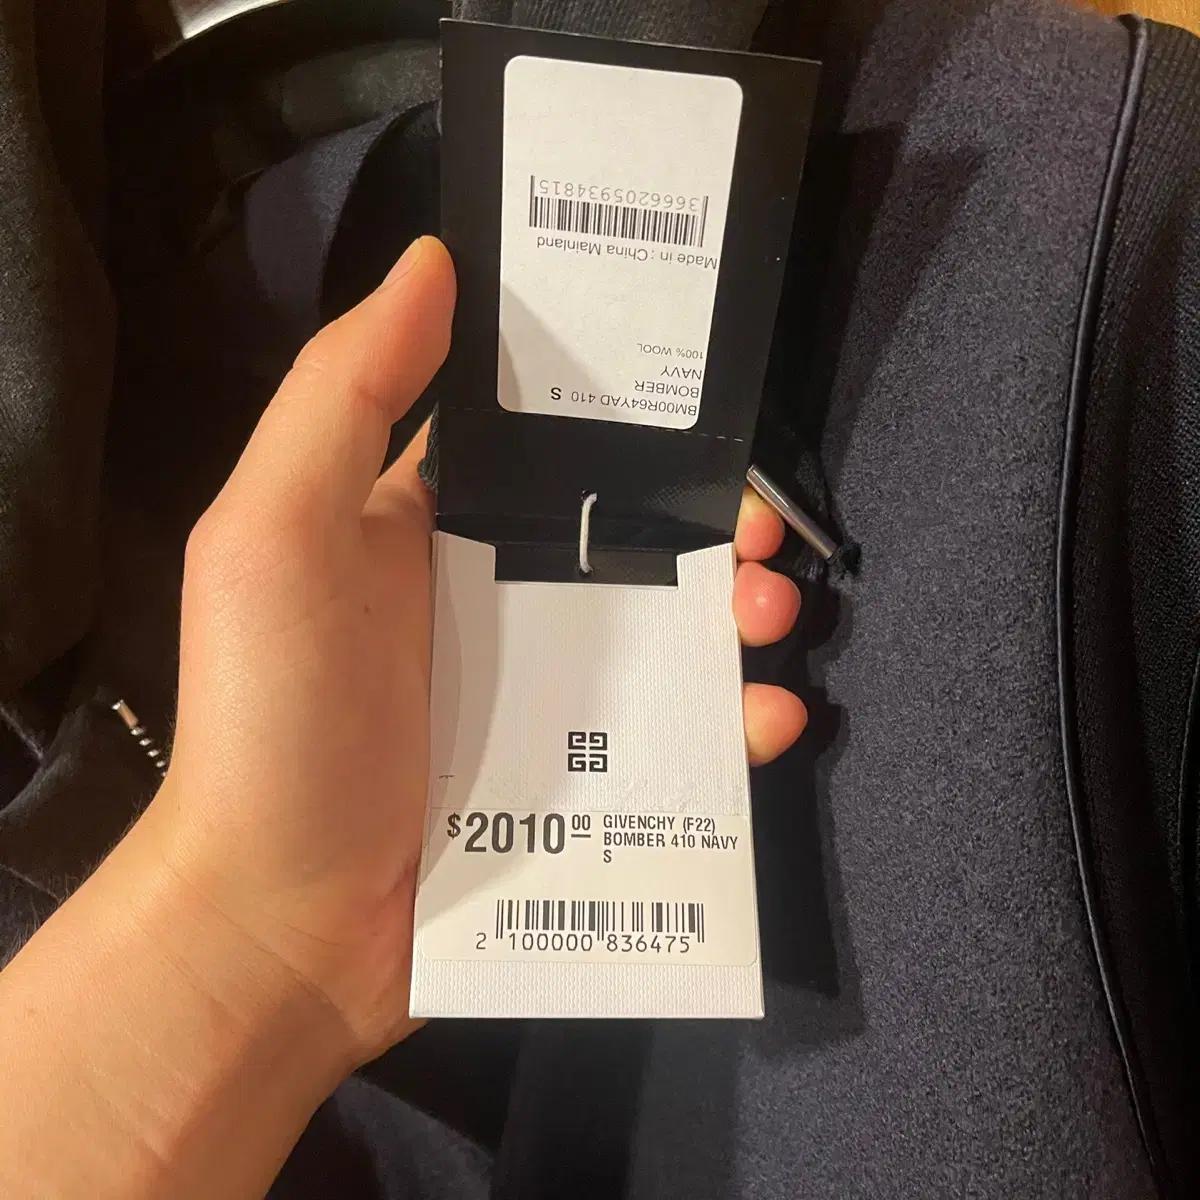 BM00R64YAD 410 S
BOMBER
NAVY
100% WOOL
Made in : China Mainland
3666205934815
$2010 00 GIVENCHY (F22)
BOMBER 410 NAVY
S
2 100000 836475